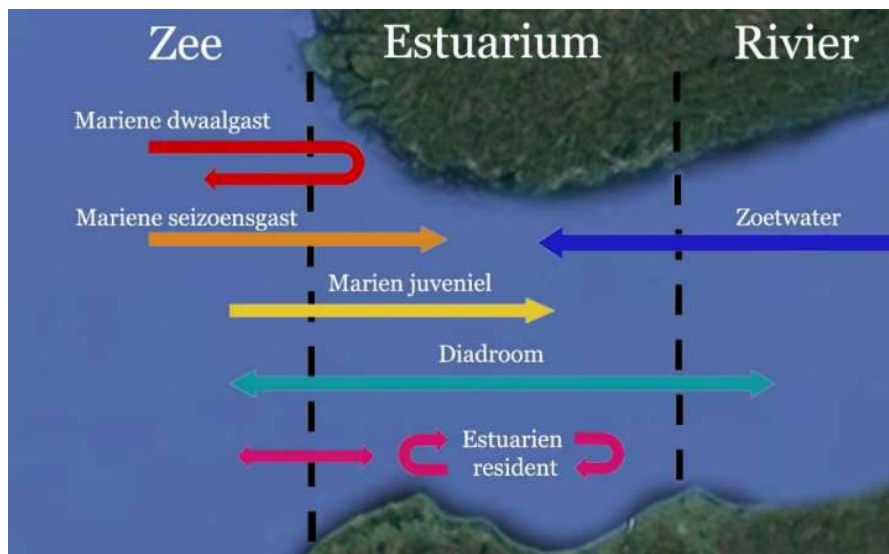 Zee
Estuarium
Rivier
Mariene dwaalgast
Mariene seizoensgast
Zoetwater
Marien juveniel
Diadroom
Estuarien
resident